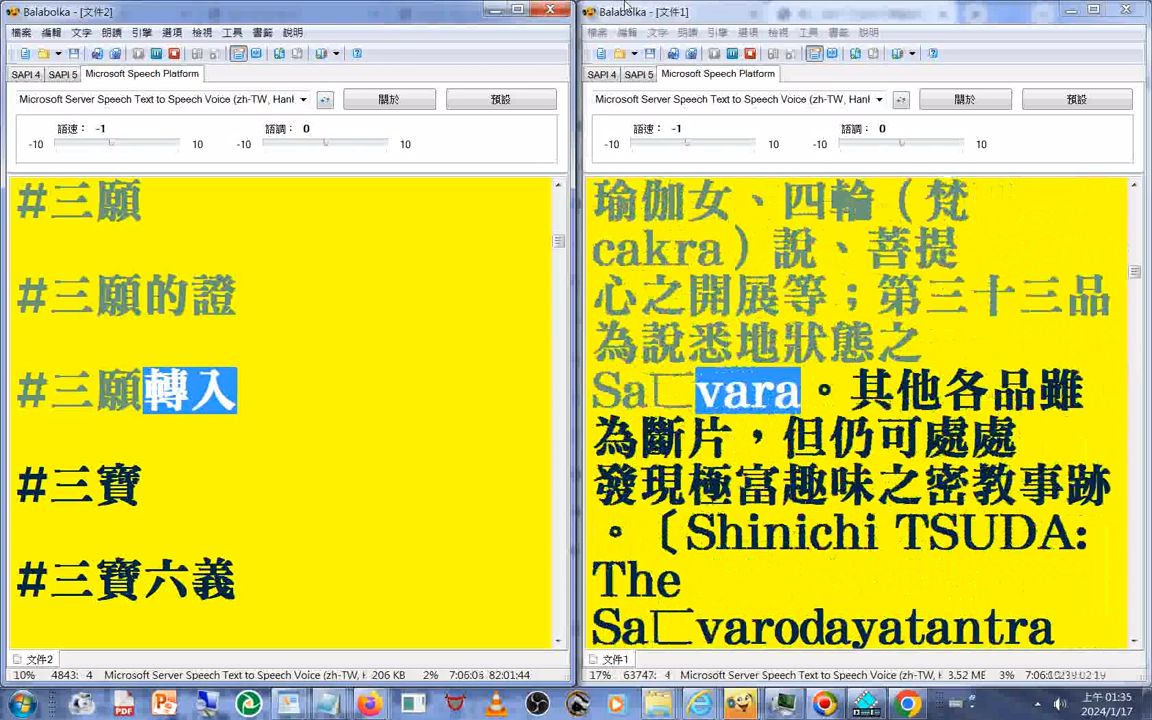 Balabolka - [文件2]
檔案 編輯 文字 朗讀 引擎 選項 檢視 工具 書籤 說明
SAPI 4 SAPI 5 Microsoft Speech Platform
Microsoft Server Speech Text to Speech Voice (zh-TW, Hanl 關於 預設
語速： -1 語調： 0
-10 10 -10 10
#三願
#三願的證
#三願轉入
#三寶
#三寶六義
文件2
10% 4843: 4 Microsoft Server Speech Text to Speech Voice (zh-TW, H 206 KB 2% 82:01:44
Balabolka - [文件1]
檔案 編輯 文字 朗讀 引擎 選項 檢視 工具 書籤 說明
SAPI 4 SAPI 5 Microsoft Speech Platform
Microsoft Server Speech Text to Speech Voice (zh-TW, Hanl 關於 預設
語速： -1 語調： 0
-10 10 -10 10
瑜伽女、四輪（梵
cakra）說、菩提
心之開展等；第三十三品
為說悉地狀態之
Sa匚vara。其他各品雖
為斷片，但仍可處處
發現極富趣味之密教事跡
。〔Shinichi TSUDA:
The
Sa匚varodayatantra
文件1
17% 63747: 4 Microsoft Server Speech Text to Speech Voice (zh-TW, H 3.52 MB 3%
上午 01:35
2024/1/17